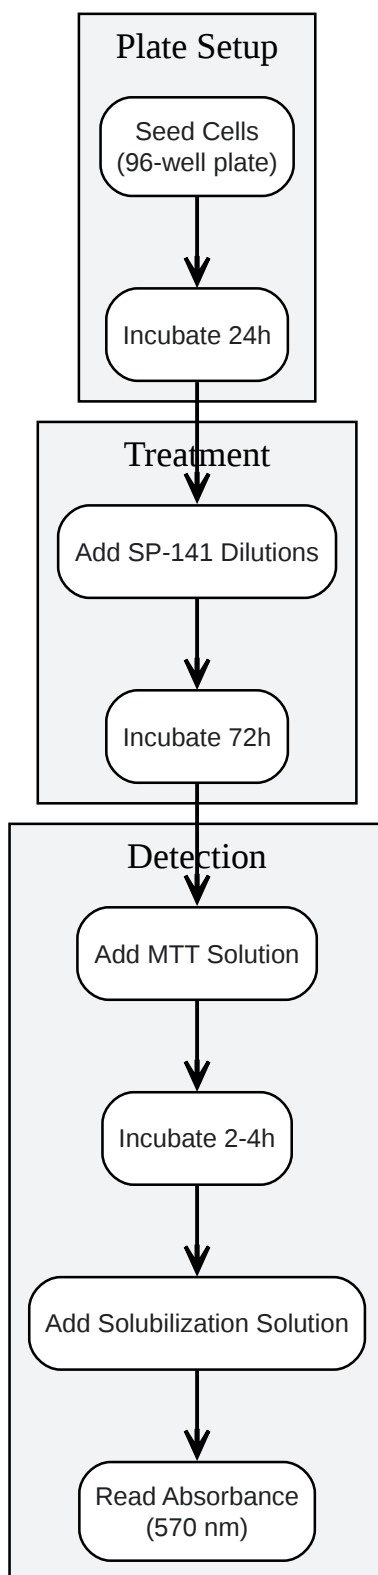 Plate Setup
Seed Cells
(96-well plate)
Incubate 24h
Treatment
Add SP-141 Dilutions
Incubate 72h
Detection
Add MTT Solution
Incubate 2-4h
Add Solubilization Solution
Read Absorbance
(570 nm)